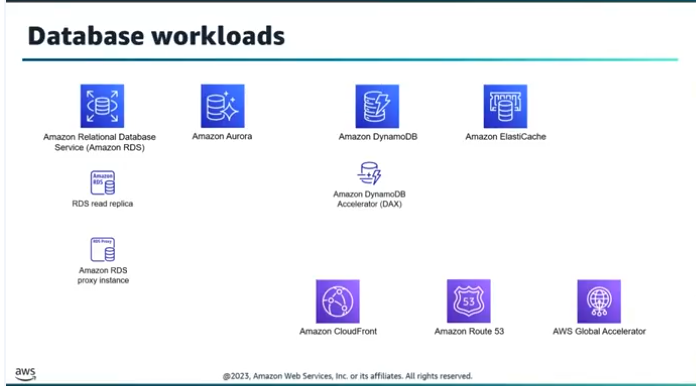 Database workloads
Amazon Relational Database
Service (Amazon RDS)
Amazon Aurora
Amazon DynamoDB
Amazon ElastiCache
Amazon
RDS
RDS read replica
Amazon DynamoDB
Accelerator (DAX)
RDS Proxy
Amazon RDS
proxy instance
53
Amazon CloudFront
Amazon Route 53
AWS Global Accelerator
aws
@2023, Amazon Web Services, Inc. or its affiliates. All rights reserved.